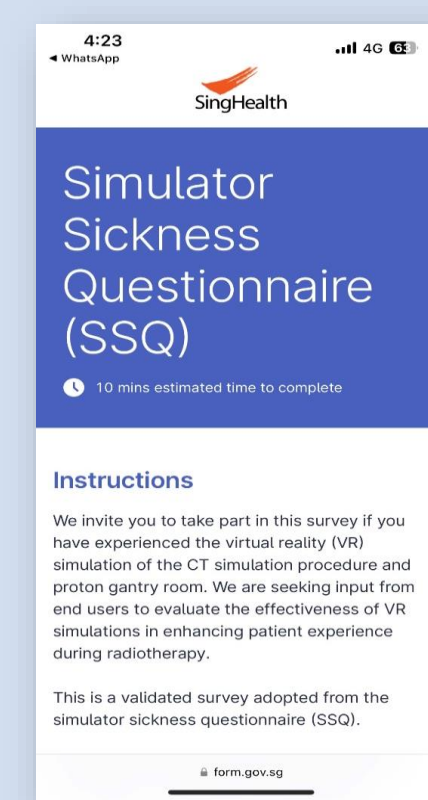 4:23
◄ WhatsApp
4G 63
SingHealth
Simulator
Sickness
Questionnaire
(SSQ)
10 mins estimated time to complete
Instructions
We invite you to take part in this survey if you
have experienced the virtual reality (VR)
simulation of the CT simulation procedure and
proton gantry room. We are seeking input from
end users to evaluate the effectiveness of VR
simulations in enhancing patient experience
during radiotherapy.
This is a validated survey adopted from the
simulator sickness questionnaire (SSQ).
form.gov.sg